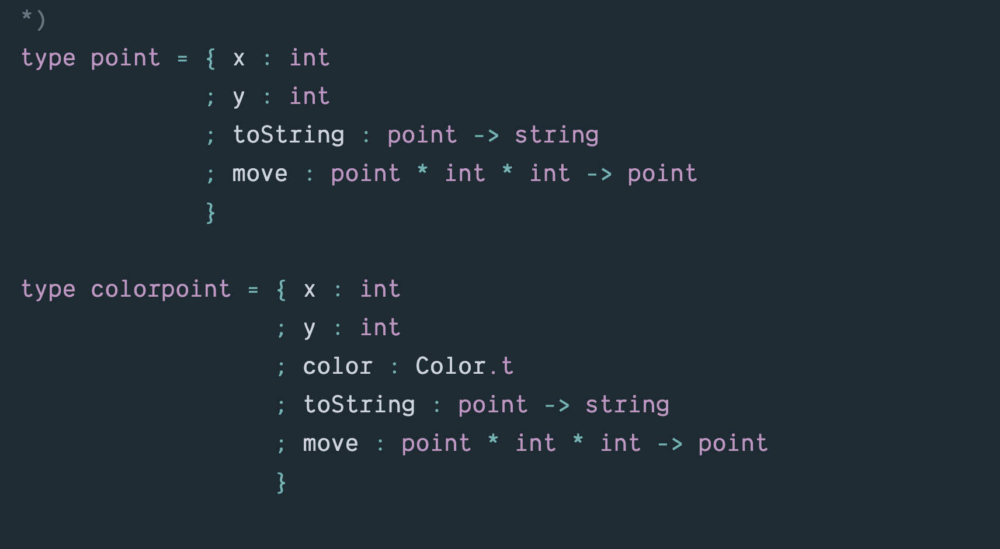 *)
type point = { x : int
; y : int
; toString : point -> string
; move : point * int * int -> point
}
type colorpoint = { x : int
; y : int
; color : Color.t
; toString : point -> string
; move : point * int * int -> point
}